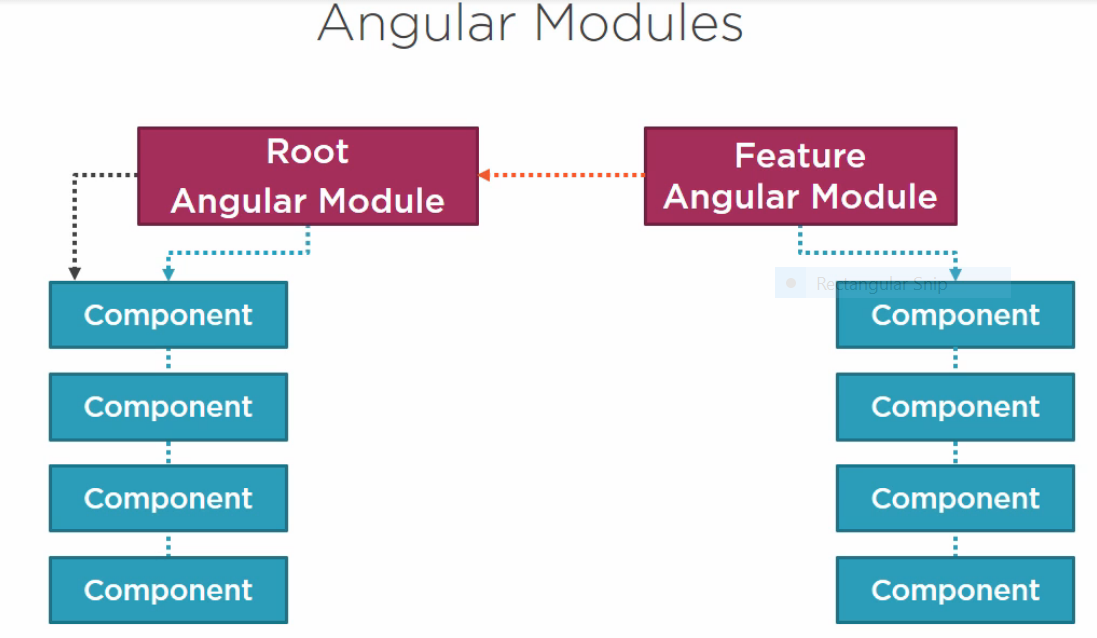 Angular Modules
Root
Angular Module
Feature
Angular Module
Rectangular Snip
Component
Component
Component
Component
Component
Component
Component
Component